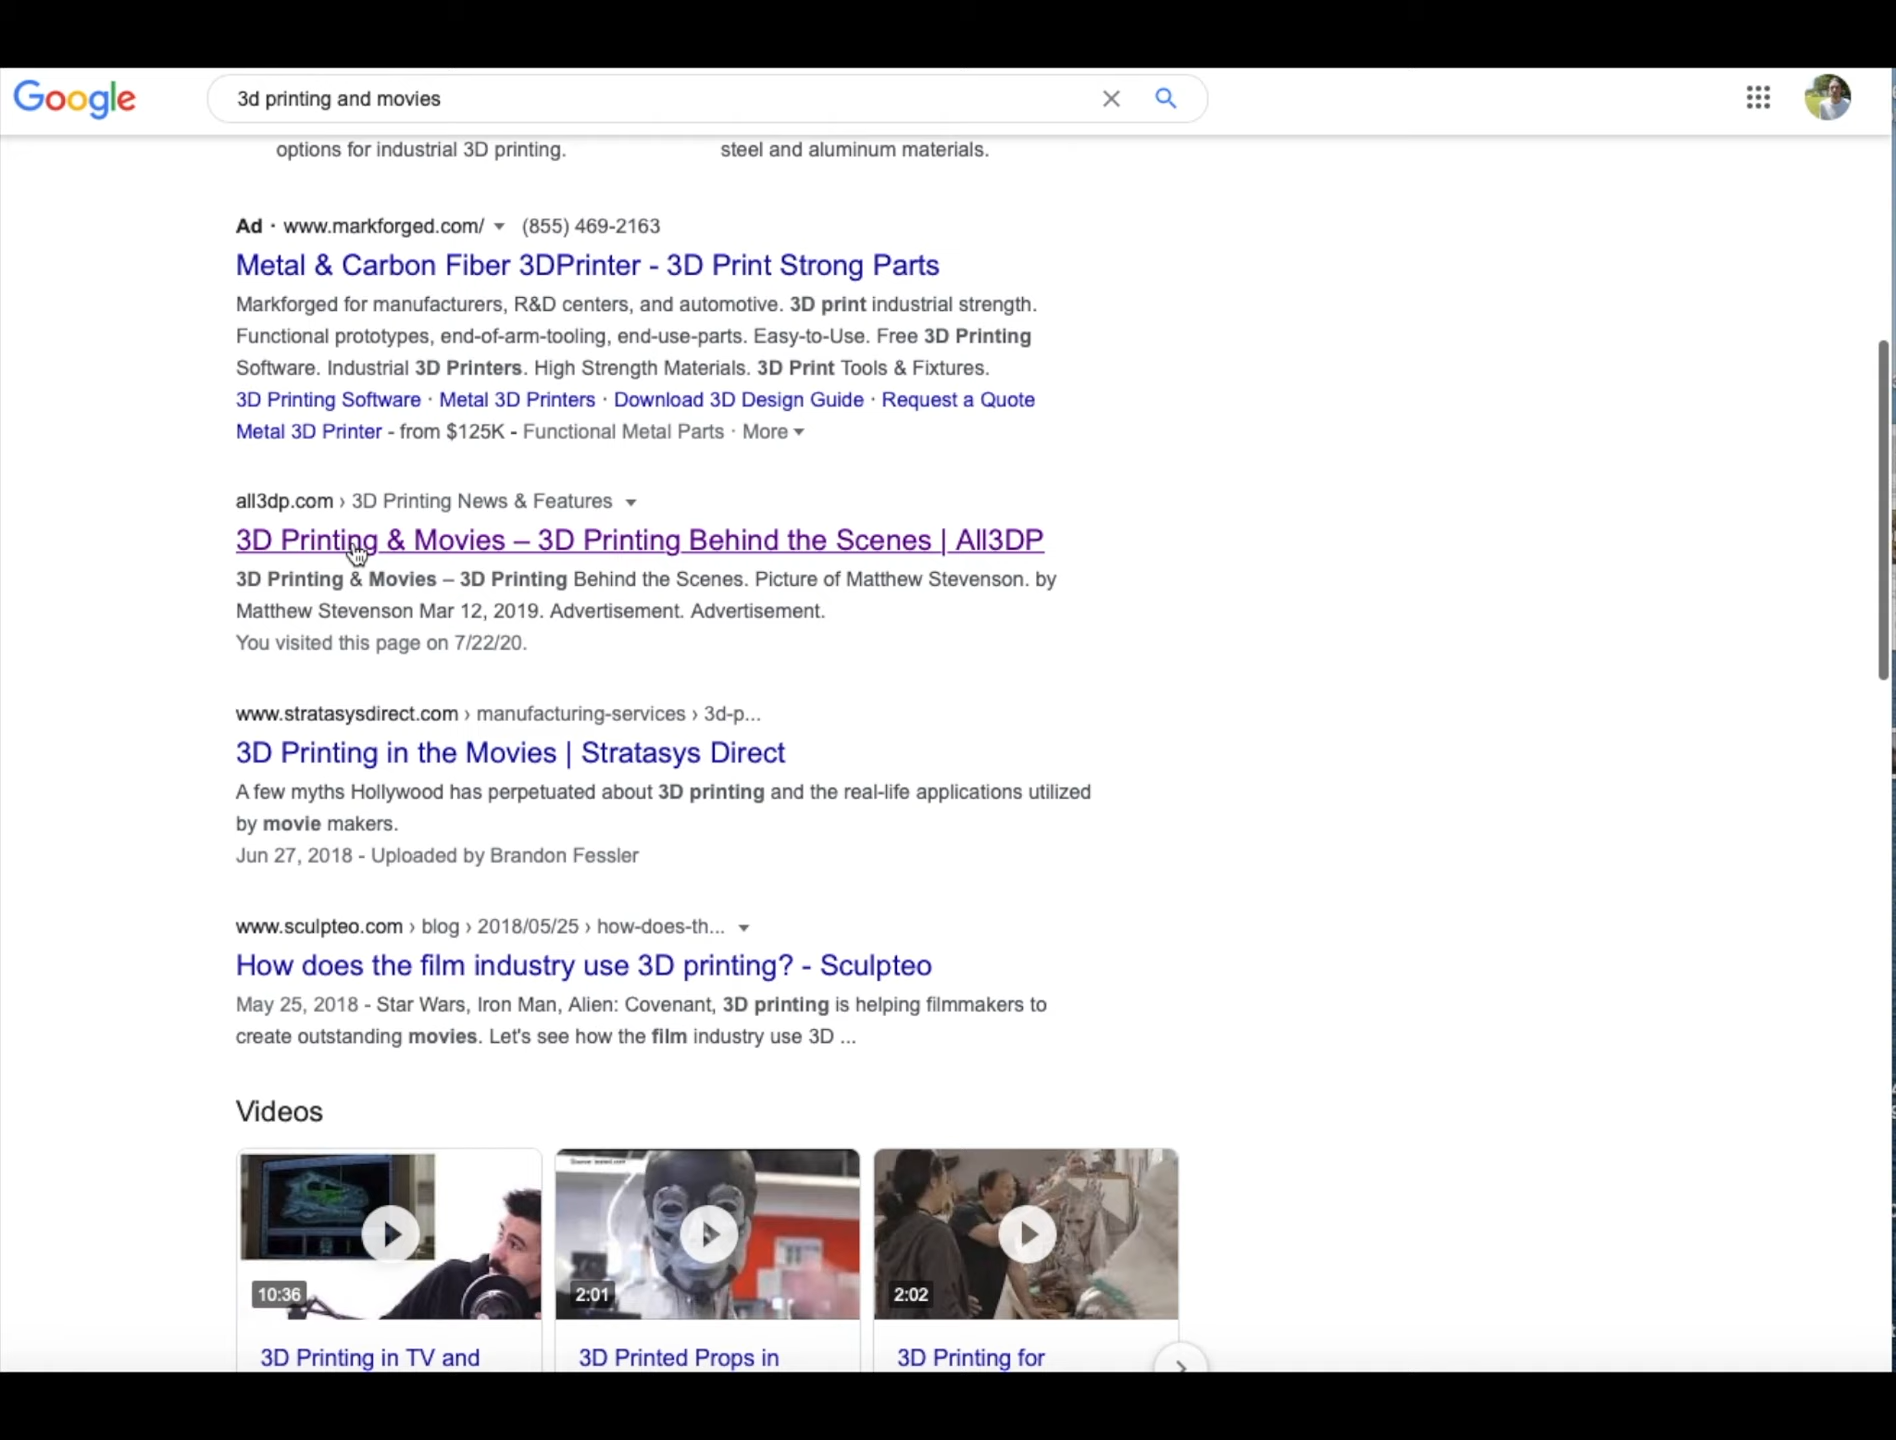 Google
3d printing and movies
options for industrial 3D printing.
steel and aluminum materials.
Ad · www.markforged.com/ (855) 469-2163
Metal & Carbon Fiber 3DPrinter - 3D Print Strong Parts
Markforged for manufacturers, R&D centers, and automotive. 3D print industrial strength.
Functional prototypes, end-of-arm-tooling, end-use-parts. Easy-to-Use. Free 3D Printing
Software. Industrial 3D Printers. High Strength Materials. 3D Print Tools & Fixtures.
3D Printing Software · Metal 3D Printers · Download 3D Design Guide · Request a Quote
Metal 3D Printer - from $125K - Functional Metal Parts · More
all3dp.com › 3D Printing News & Features
3D Printing & Movies – 3D Printing Behind the Scenes | All3DP
3D Printing & Movies – 3D Printing Behind the Scenes. Picture of Matthew Stevenson. by
Matthew Stevenson Mar 12, 2019. Advertisement. Advertisement.
You visited this page on 7/22/20.
www.stratasysdirect.com › manufacturing-services › 3d-p...
3D Printing in the Movies | Stratasys Direct
A few myths Hollywood has perpetuated about 3D printing and the real-life applications utilized
by movie makers.
Jun 27, 2018 - Uploaded by Brandon Fessler
www.sculpteo.com › blog › 2018/05/25 › how-does-th...
How does the film industry use 3D printing? - Sculpteo
May 25, 2018 - Star Wars, Iron Man, Alien: Covenant, 3D printing is helping filmmakers to
create outstanding movies. Let's see how the film industry use 3D ...
Videos
10:36
2:01
2:02
3D Printing in TV and
3D Printed Props in
3D Printing for